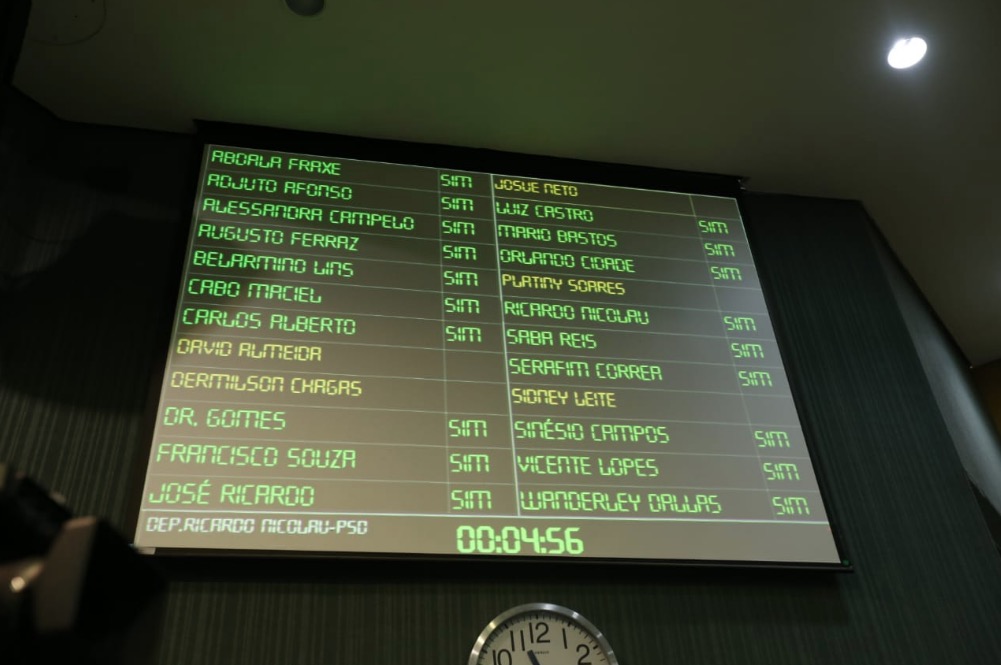 ABDALA FRAXE SIM
ADJUTO AFONSO SIM
ALESSANDRA CAMPELO SIM
AUGUSTO FERRAZ SIM
BELARMINO LINS SIM
CABO MACIEL SIM
CARLOS ALBERTO SIM
DAVID ALMEIDA
DERMILSON CHAGAS
DR. GOMES SIM
FRANCISCO SOUZA SIM
JOSÉ RICARDO SIM
JOSUE NETO
LUIZ CASTRO SIM
MARIO BASTOS SIM
ORLANDO CIDADE SIM
PLATINY SOARES
RICARDO NICOLAU SIM
SABA REIS SIM
SERAFIM CORREA SIM
SIDNEY LEITE
SINÉSIO CAMPOS SIM
VICENTE LOPES SIM
WANDERLEY DALLAS SIM
DEP.RICARDO NICOLAU-PSD 00:04:56
10 11 12 1 2